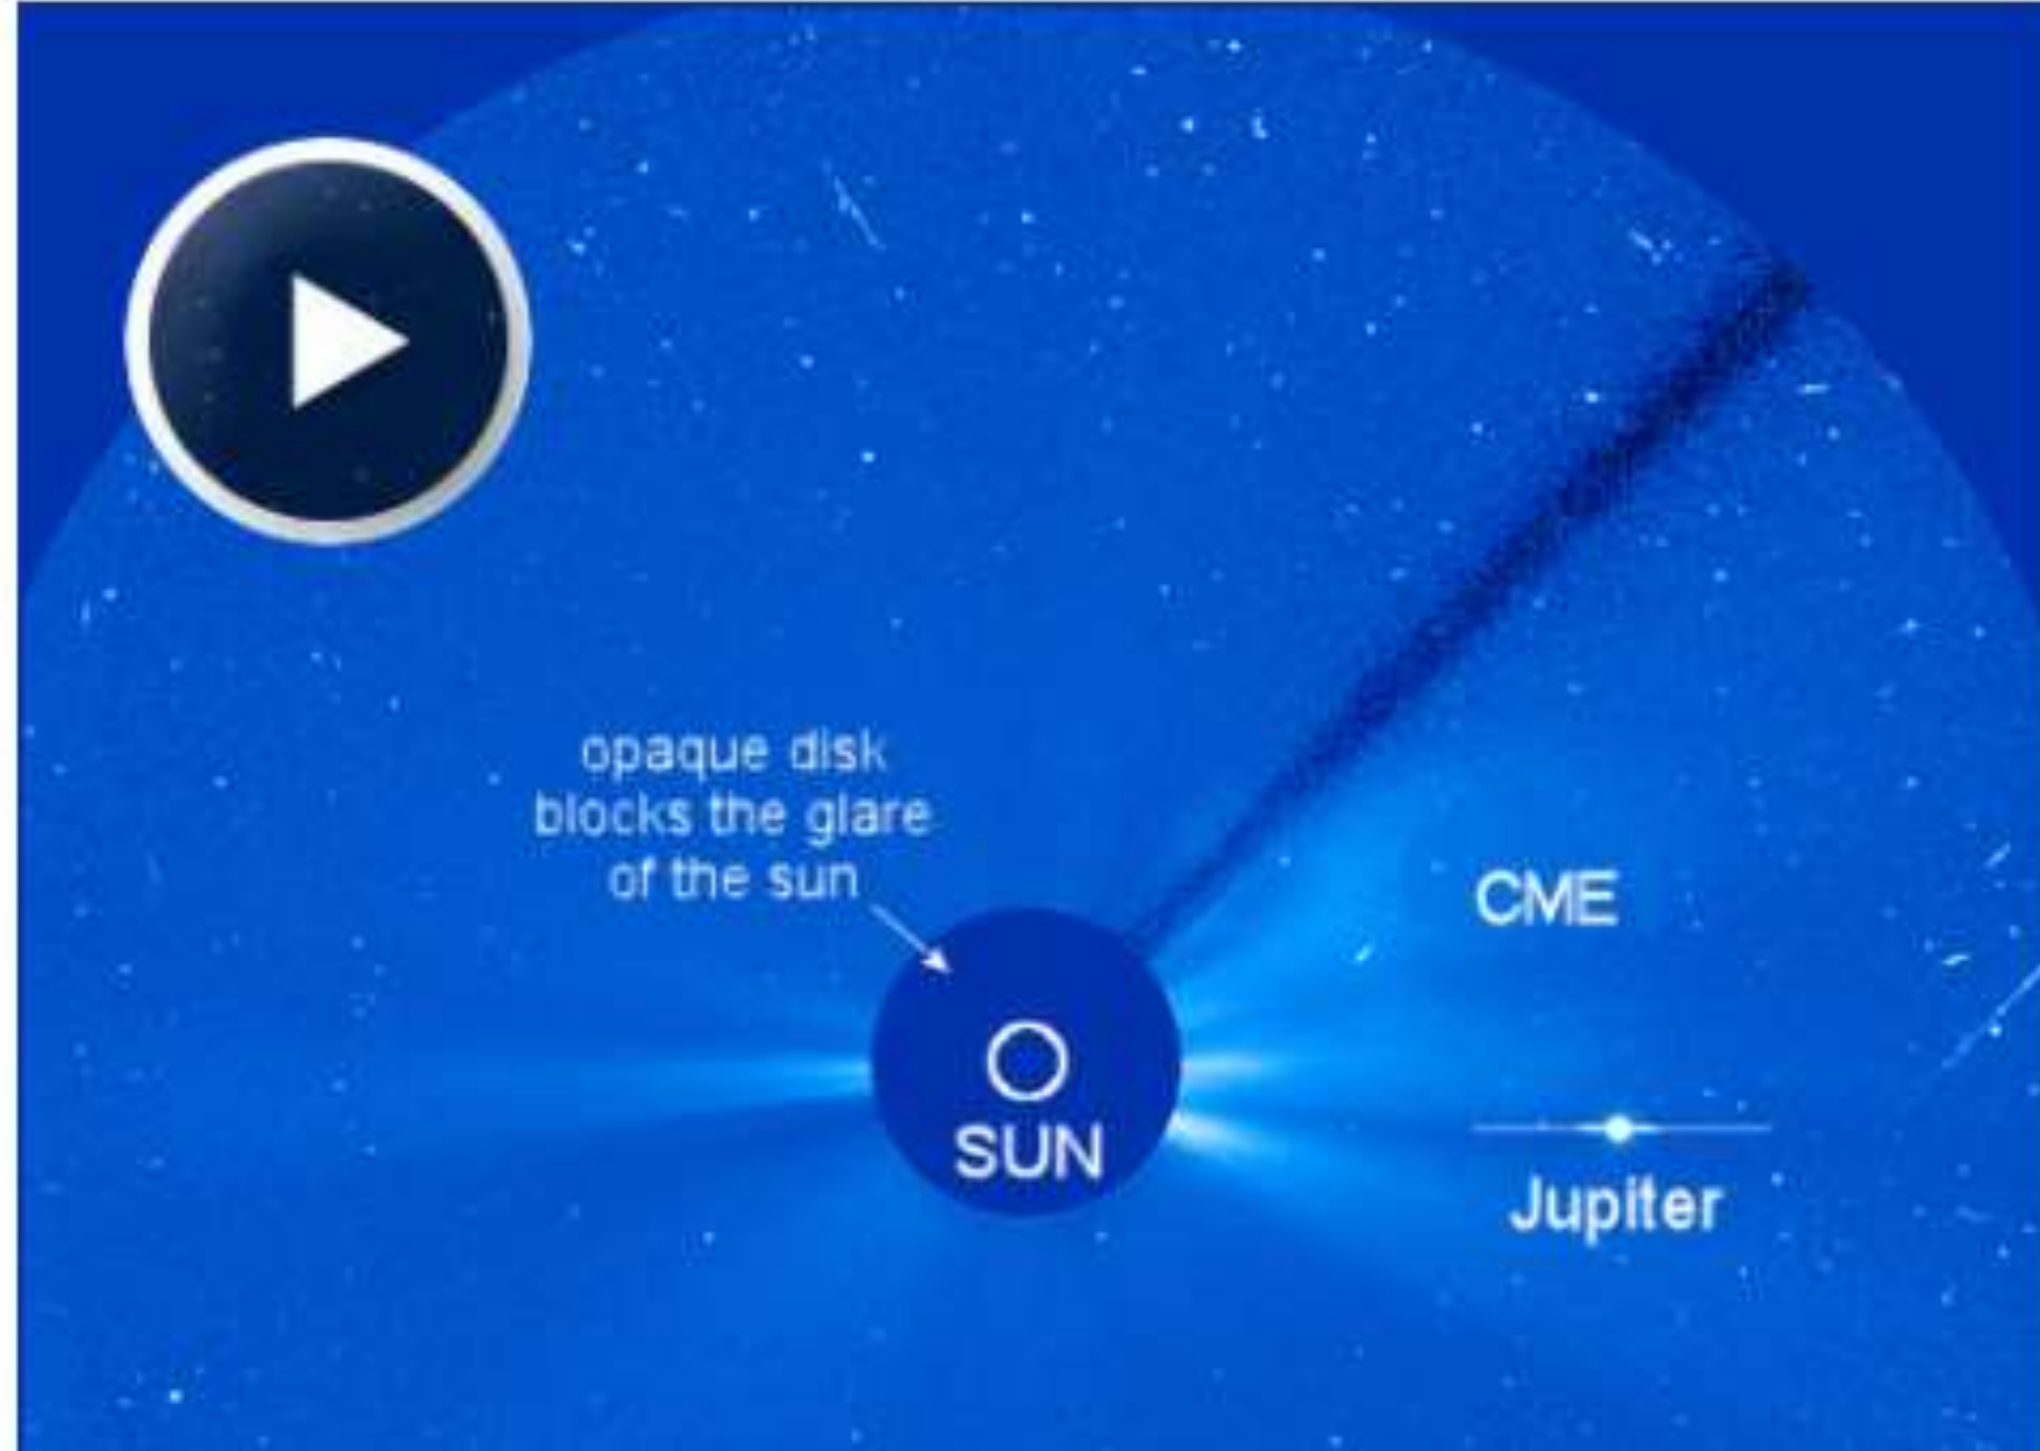 opaque disk
blocks the glare
of the sun
CME
SUN
Jupiter